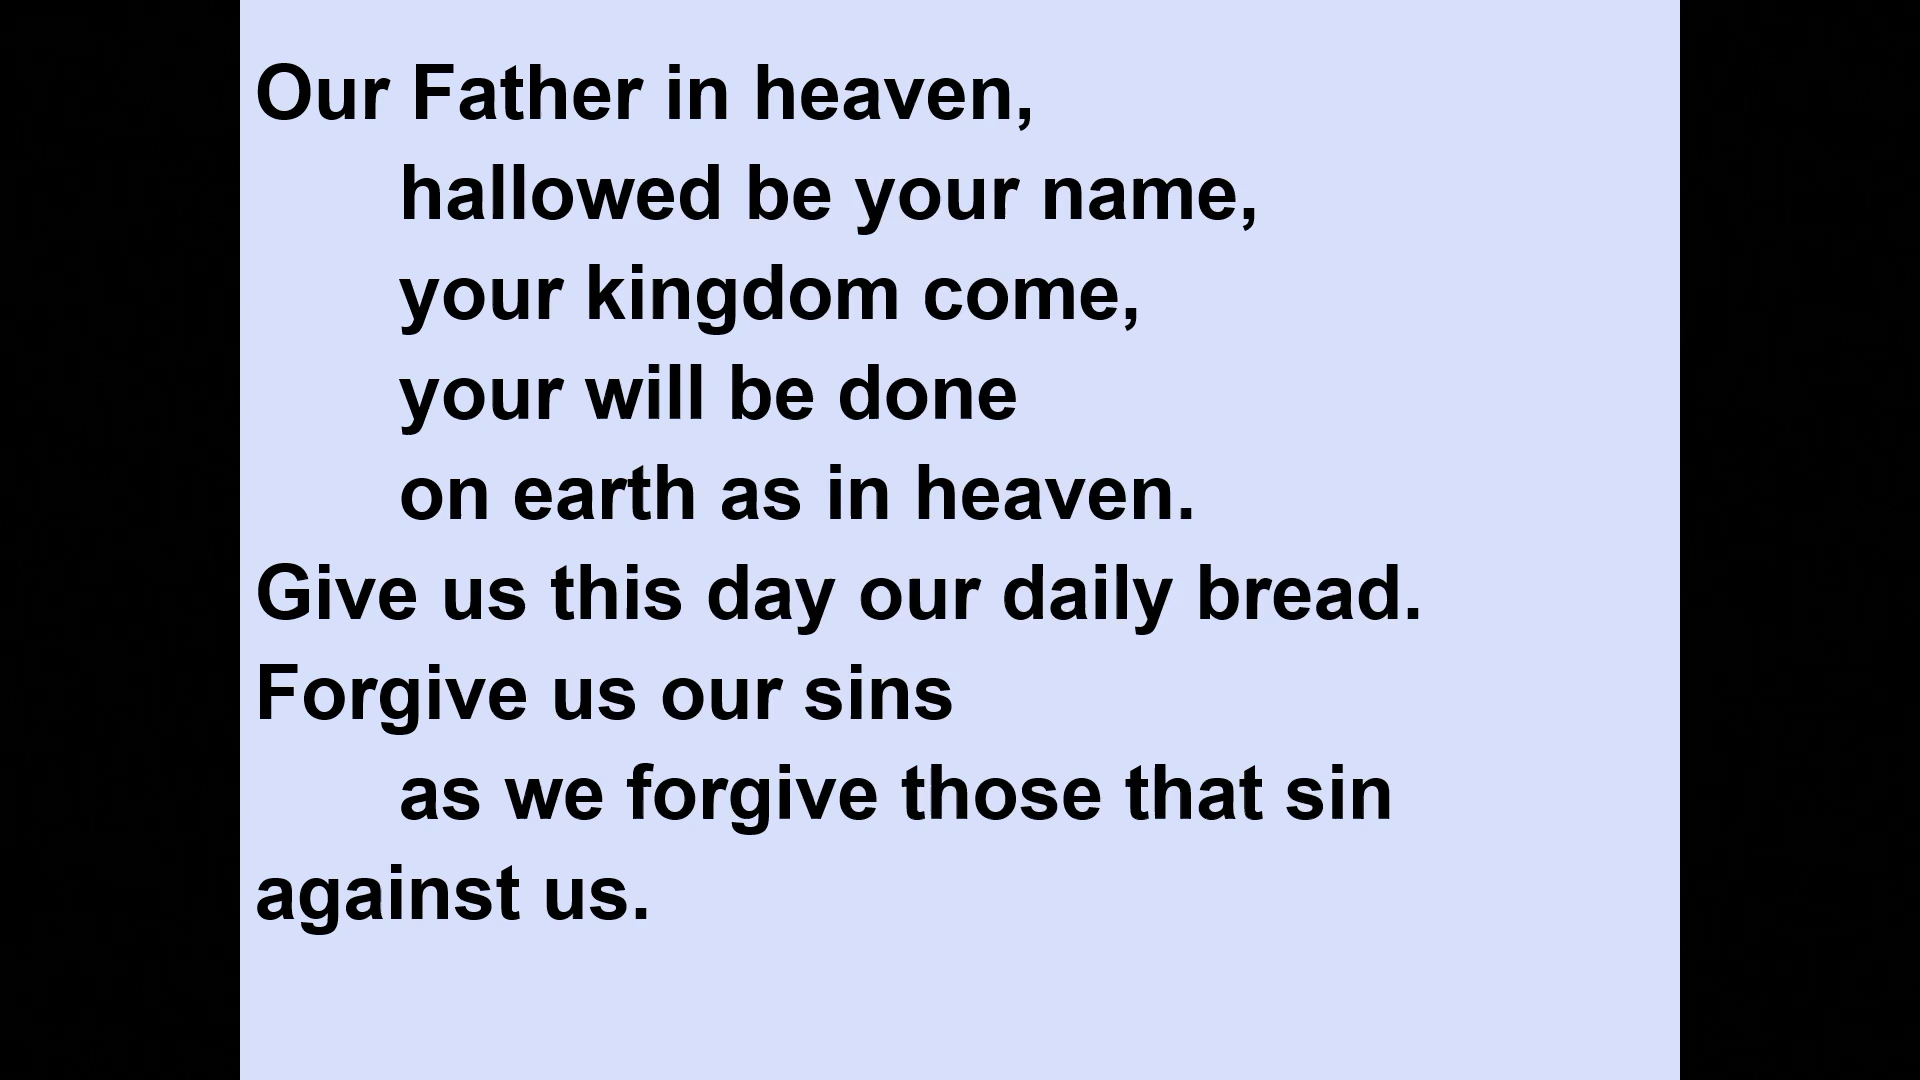 Our Father in heaven,
hallowed be your name,
your kingdom come,
your will be done
on earth as in heaven.
Give us this day our daily bread.
Forgive us our sins
as we forgive those that sin
against us.